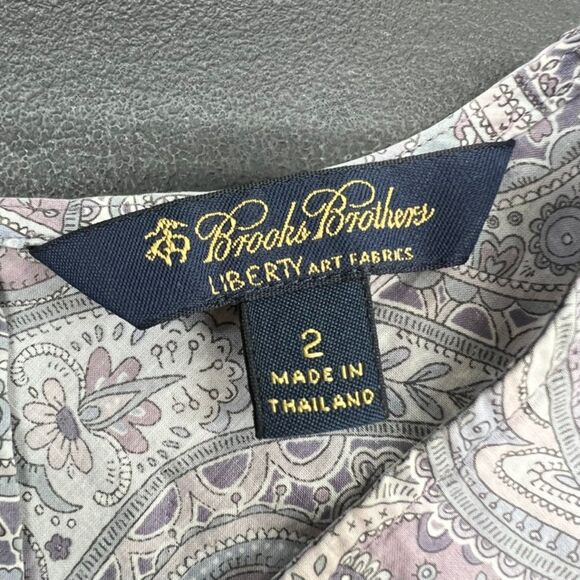 Brooks Brothers
LIBERTY ART FABRICS
2
MADE IN
THAILAND